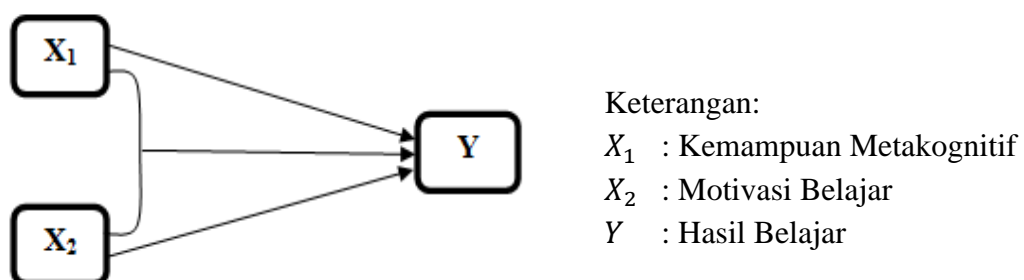 X₁
X₂
Y
Keterangan:
𝑋₁ : Kemampuan Metakognitif
𝑋₂ : Motivasi Belajar
𝑌 : Hasil Belajar